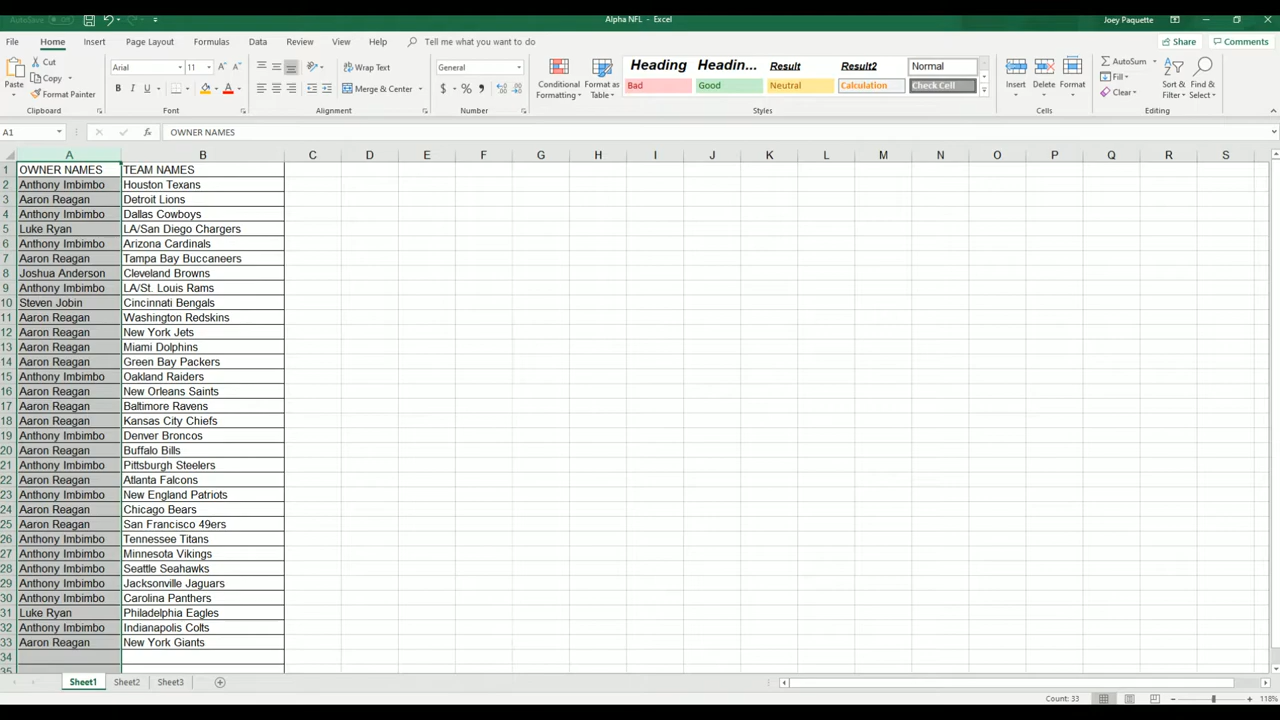 AutoSave Off Alpha NFL - Excel Joey Paquette
File Home Insert Page Layout Formulas Data Review View Help Tell me what you want to do Share Comments
Paste Cut Copy Format Painter Clipboard
Arial 11 B I U Font
Wrap Text Merge & Center Alignment
General $ % Number
Conditional Formatting Format as Table
Headin... Headin... Result Result2 Normal
Bad Good Neutral Calculation Check Cell
Styles
Insert Delete Format Cells
AutoSum Fill Clear Sort & Filter Find & Select Editing
A1 fx OWNER NAMES
A B C D E F G H I J K L M N O P Q R S
1 OWNER NAMES TEAM NAMES
2 Anthony Imbimbo Houston Texans
3 Aaron Reagan Detroit Lions
4 Anthony Imbimbo Dallas Cowboys
5 Luke Ryan LA/San Diego Chargers
6 Anthony Imbimbo Arizona Cardinals
7 Aaron Reagan Tampa Bay Buccaneers
8 Joshua Anderson Cleveland Browns
9 Anthony Imbimbo LA/St. Louis Rams
10 Steven Jobin Cincinnati Bengals
11 Aaron Reagan Washington Redskins
12 Aaron Reagan New York Jets
13 Aaron Reagan Miami Dolphins
14 Aaron Reagan Green Bay Packers
15 Anthony Imbimbo Oakland Raiders
16 Aaron Reagan New Orleans Saints
17 Aaron Reagan Baltimore Ravens
18 Aaron Reagan Kansas City Chiefs
19 Anthony Imbimbo Denver Broncos
20 Aaron Reagan Buffalo Bills
21 Anthony Imbimbo Pittsburgh Steelers
22 Aaron Reagan Atlanta Falcons
23 Anthony Imbimbo New England Patriots
24 Aaron Reagan Chicago Bears
25 Aaron Reagan San Francisco 49ers
26 Anthony Imbimbo Tennessee Titans
27 Anthony Imbimbo Minnesota Vikings
28 Anthony Imbimbo Seattle Seahawks
29 Anthony Imbimbo Jacksonville Jaguars
30 Anthony Imbimbo Carolina Panthers
31 Luke Ryan Philadelphia Eagles
32 Anthony Imbimbo Indianapolis Colts
33 Aaron Reagan New York Giants
34
35
Sheet1 Sheet2 Sheet3
Count: 33 118%